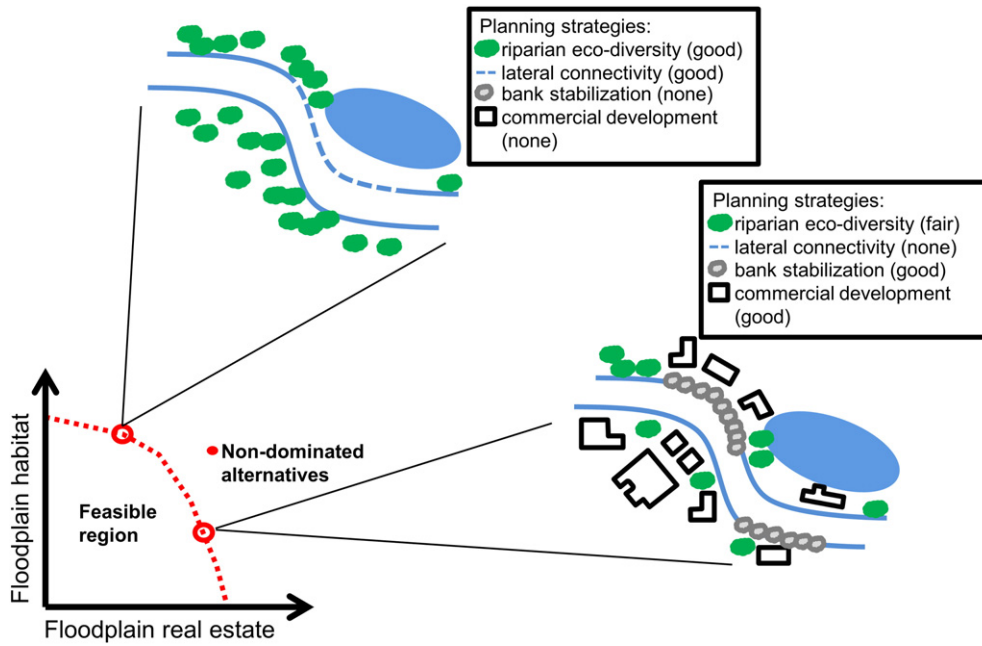 Planning strategies:
riparian eco-diversity (good)
lateral connectivity (good)
bank stabilization (none)
commercial development
(none)
Planning strategies:
riparian eco-diversity (fair)
lateral connectivity (none)
bank stabilization (good)
commercial development
(good)
Floodplain habitat
Non-dominated
alternatives
Feasible
region
Floodplain real estate